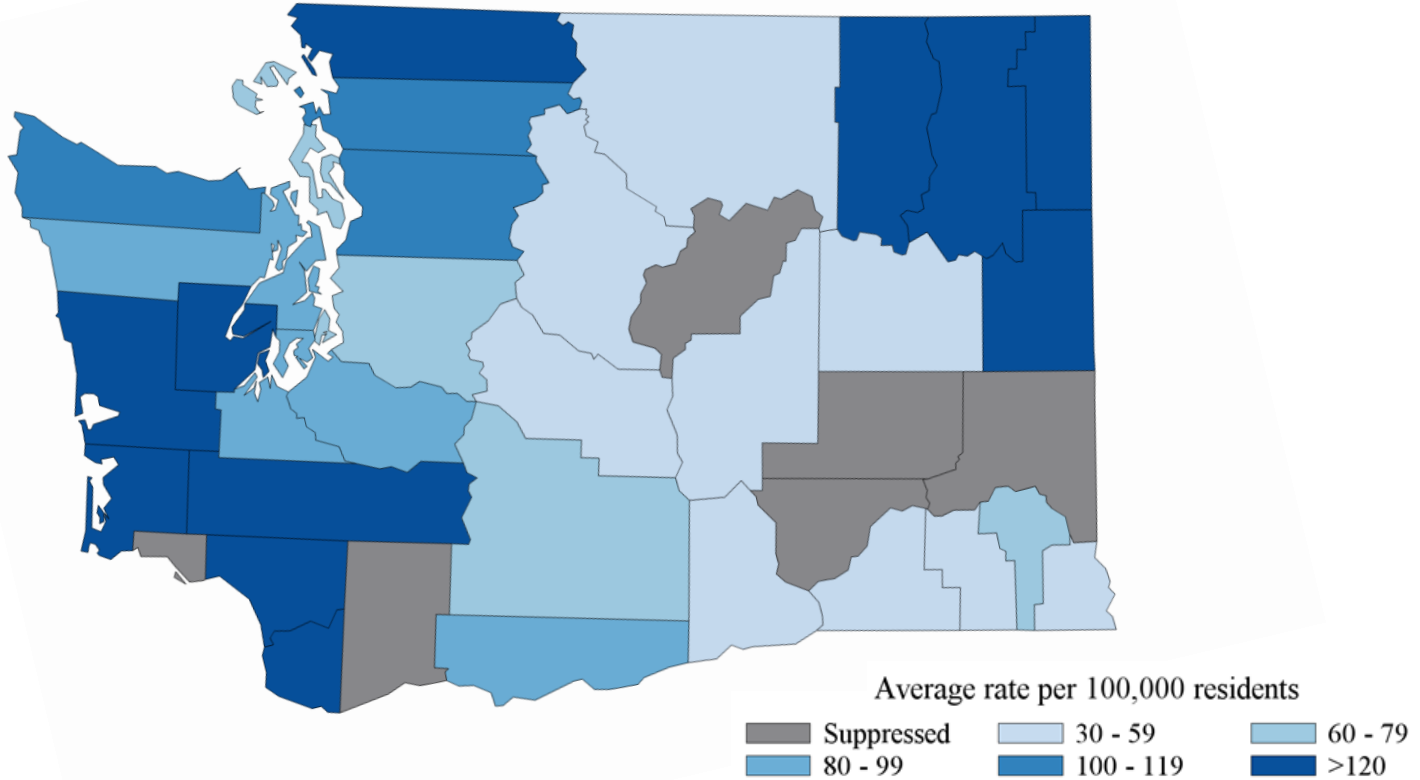 Average rate per 100,000 residents
Suppressed 30 - 59 60 - 79
80 - 99 100 - 119 >120